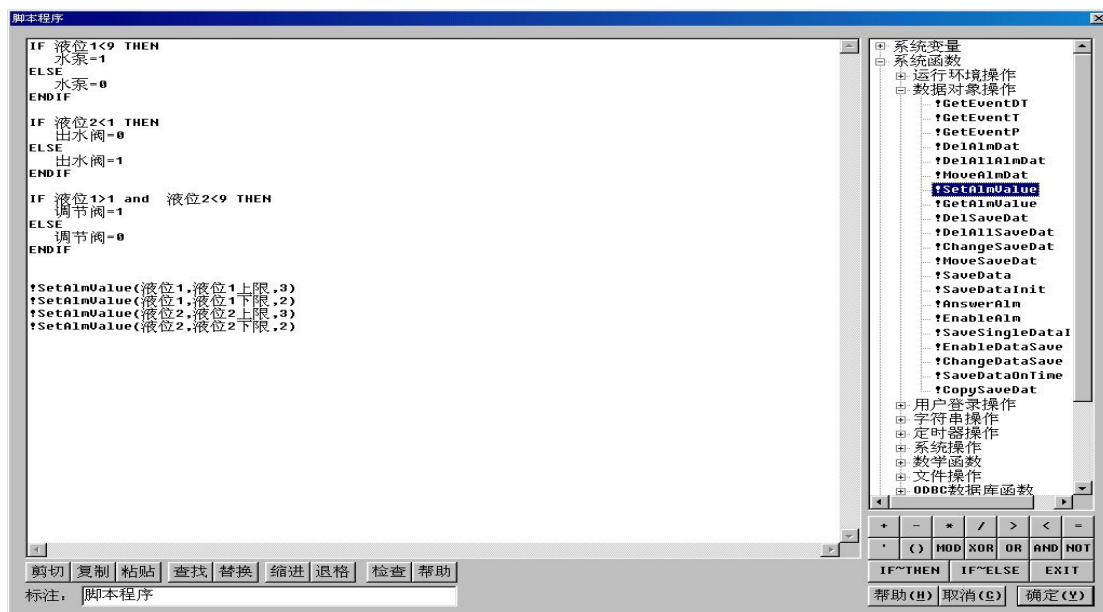 脚本程序
IF 液位1<9 THEN
水泵=1
ELSE
水泵=0
ENDIF
IF 液位2<1 THEN
出水阀=0
ELSE
出水阀=1
ENDIF
IF 液位1>1 and 液位2<9 THEN
调节阀=1
ELSE
调节阀=0
ENDIF
!SetAlmValue(液位1,液位1上限,3)
!SetAlmValue(液位1,液位1下限,2)
!SetAlmValue(液位2,液位2上限,3)
!SetAlmValue(液位2,液位2下限,2)
系统变量
系统函数
运行环境操作
数据对象操作
!GetEventDT
!GetEventT
!GetEventP
!DelAlmDat
!DelAllAlmDat
!MoveAlmDat
!SetAlmValue
!GetAlmValue
!DelSaveDat
!DelAllSaveDat
!ChangeSaveDat
!MoveSaveDat
!SaveData
!SaveDataInit
!AnswerAlm
!EnableAlm
!SaveSingleDataI
!EnableDataSave
!ChangeDataSave
!SaveDataOnTime
!CopySaveDat
用户登录操作
字符串操作
定时器操作
系统操作
数学函数
文件操作
ODBC数据库函数
+ - * / > < =
' () MOD XOR OR AND NOT
IF~THEN IF~ELSE EXIT
剪切 复制 粘贴 查找 替换 缩进 退格 检查 帮助
标注： 脚本程序
帮助(H) 取消(C) 确定(Y)